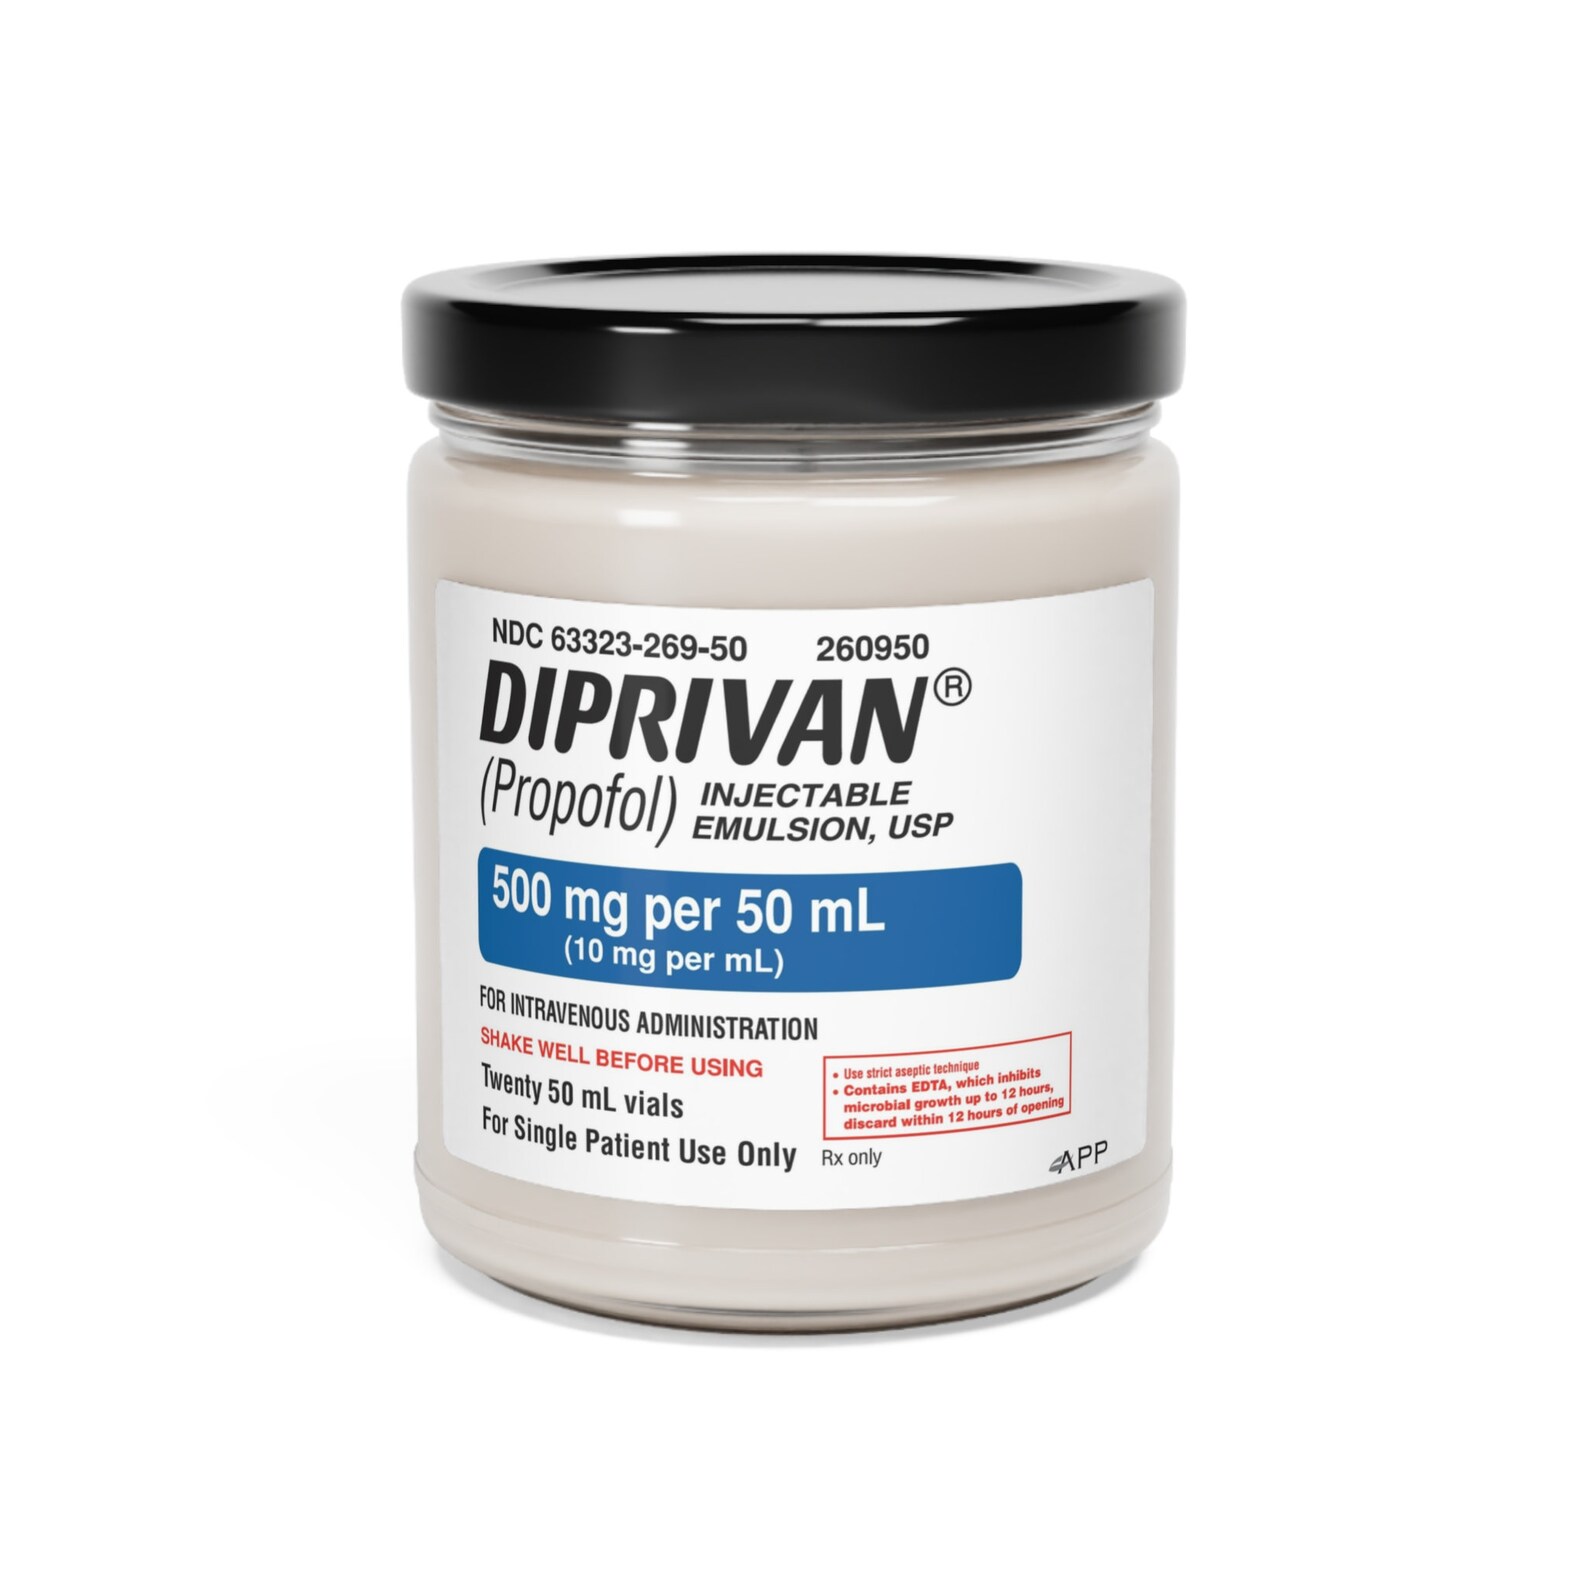 NDC 63323-269-50 260950
DIPRIVAN®
(Propofol) INJECTABLE
EMULSION, USP
500 mg per 50 mL
(10 mg per mL)
FOR INTRAVENOUS ADMINISTRATION
SHAKE WELL BEFORE USING
Twenty 50 mL vials
For Single Patient Use Only
• Use strict aseptic technique
• Contains EDTA, which inhibits
microbial growth up to 12 hours,
discard within 12 hours of opening
Rx only
APP